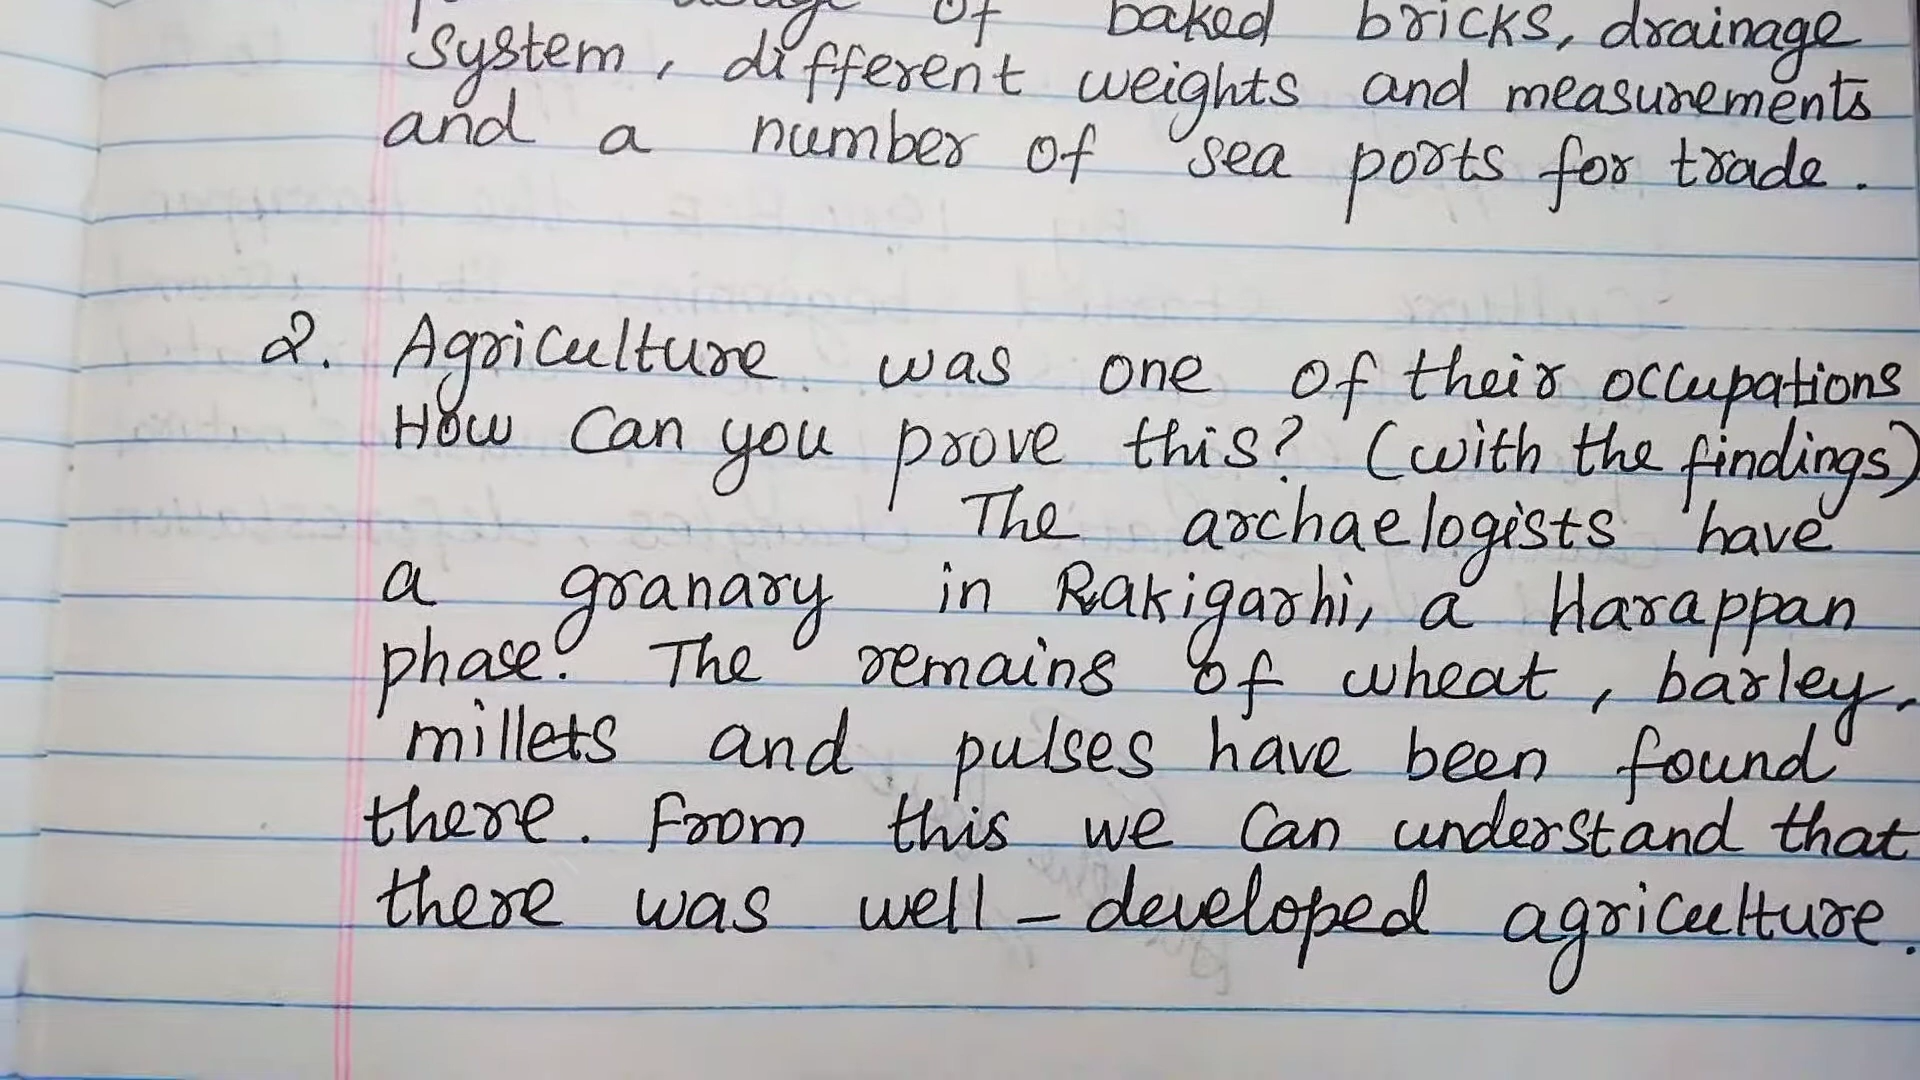 of baked bricks, drainage
system, different weights and measurements
and a number of sea ports for trade.
2. Agriculture was one of their occupations
How can you prove this? (with the findings)
The archaelogists have
a granary in Rakigarhi, a Harappan
phase. The remains of wheat, barley,
millets and pulses have been found
there. From this we can understand that
there was well-developed agriculture.